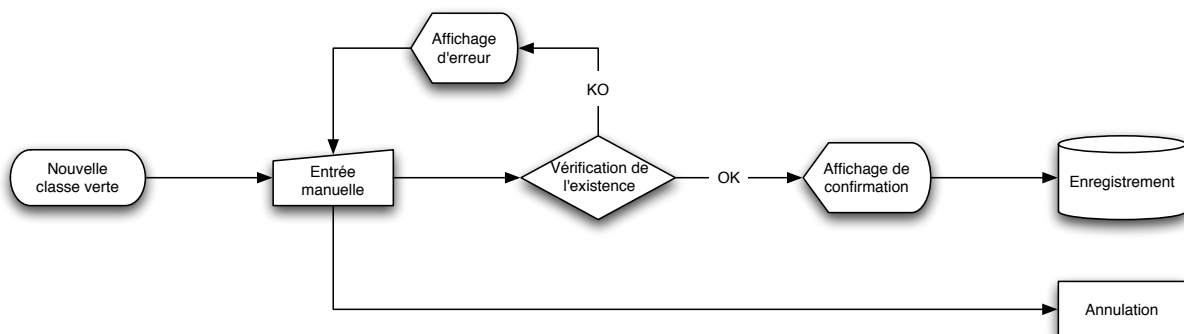 Affichage
d'erreur
KO
Nouvelle
classe verte
Entrée
manuelle
Vérification de
l'existence
OK
Affichage de
confirmation
Enregistrement
Annulation